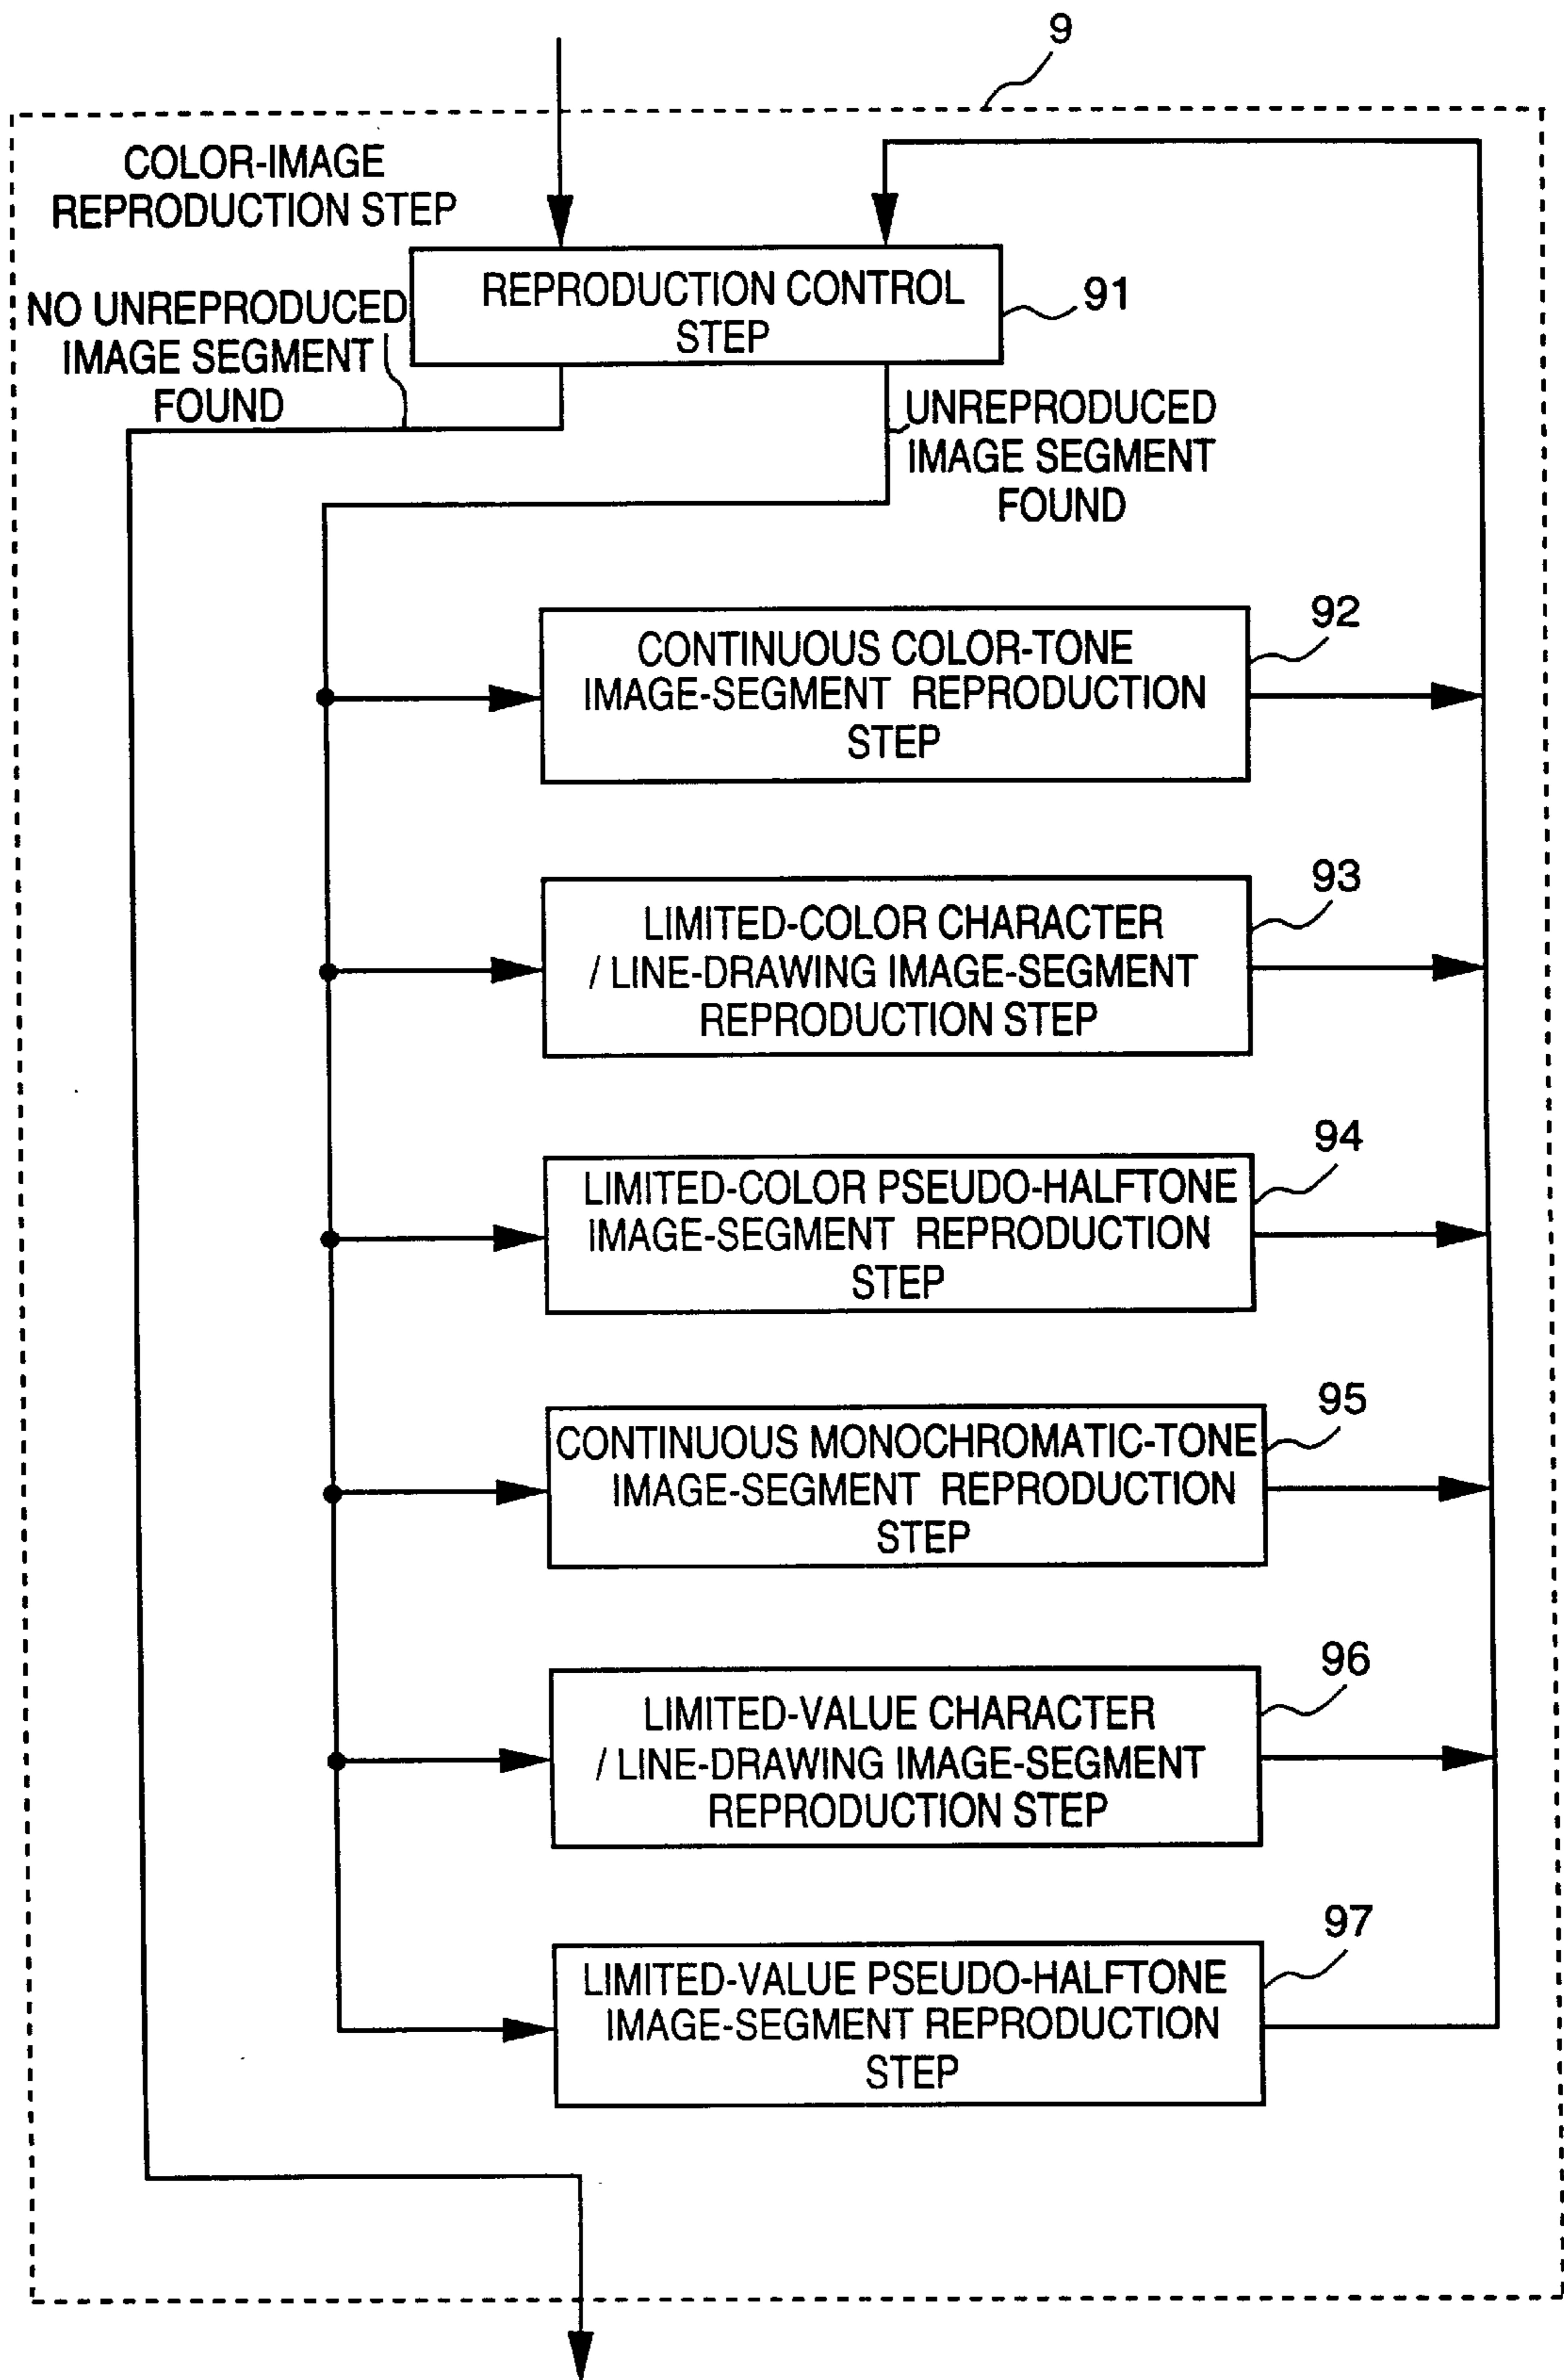 9
COLOR-IMAGE
REPRODUCTION STEP
REPRODUCTION CONTROL
STEP
91
NO UNREPRODUCED
IMAGE SEGMENT
FOUND
UNREPRODUCED
IMAGE SEGMENT
FOUND
92
CONTINUOUS COLOR-TONE
IMAGE-SEGMENT REPRODUCTION
STEP
93
LIMITED-COLOR CHARACTER
/ LINE-DRAWING IMAGE-SEGMENT
REPRODUCTION STEP
94
LIMITED-COLOR PSEUDO-HALFTONE
IMAGE-SEGMENT REPRODUCTION
STEP
95
CONTINUOUS MONOCHROMATIC-TONE
IMAGE-SEGMENT REPRODUCTION
STEP
96
LIMITED-VALUE CHARACTER
/ LINE-DRAWING IMAGE-SEGMENT
REPRODUCTION STEP
97
LIMITED-VALUE PSEUDO-HALFTONE
IMAGE-SEGMENT REPRODUCTION
STEP